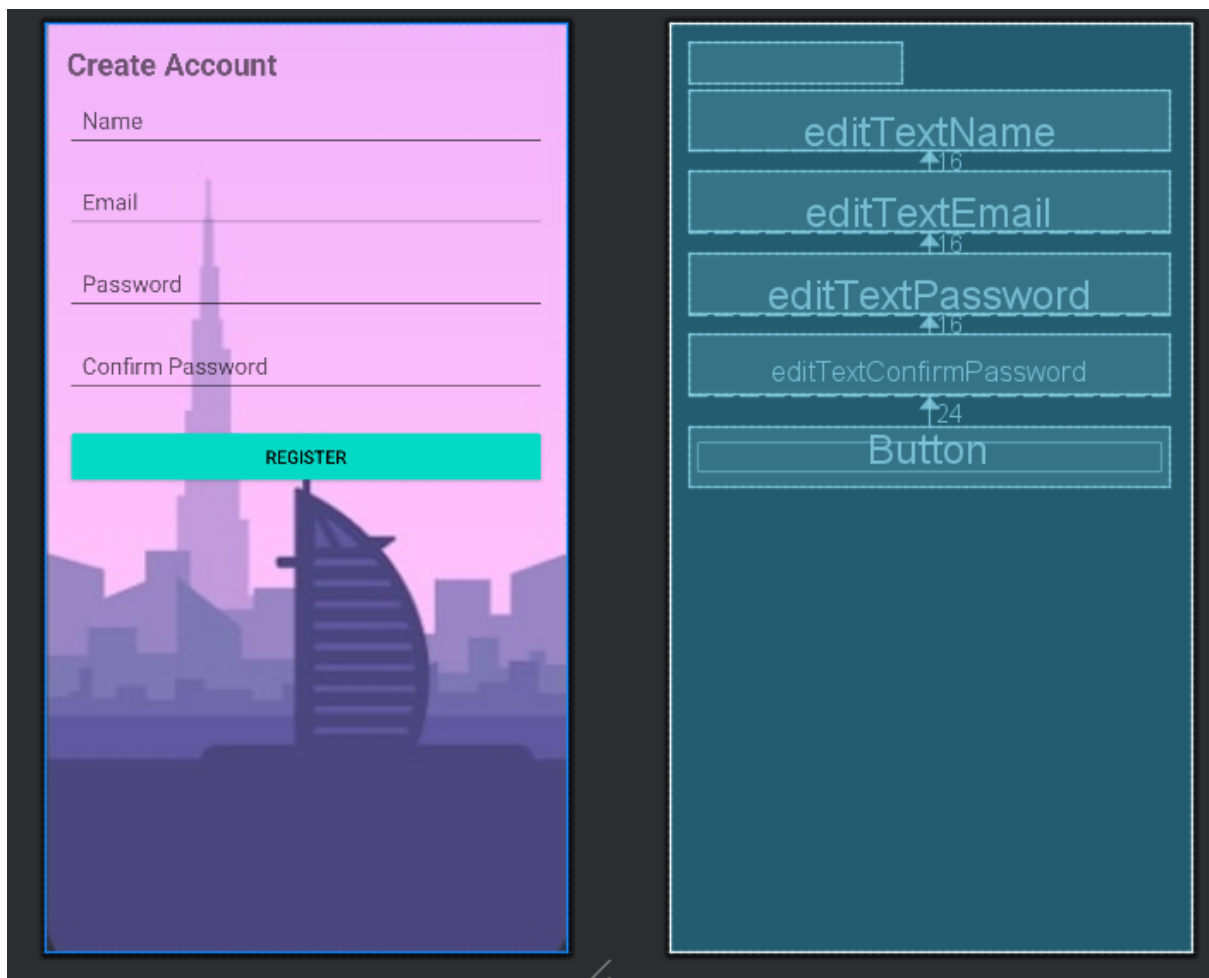 Create Account
Name
Email
Password
Confirm Password
REGISTER
editTextName
16
editTextEmail
16
editTextPassword
16
editTextConfirmPassword
24
Button